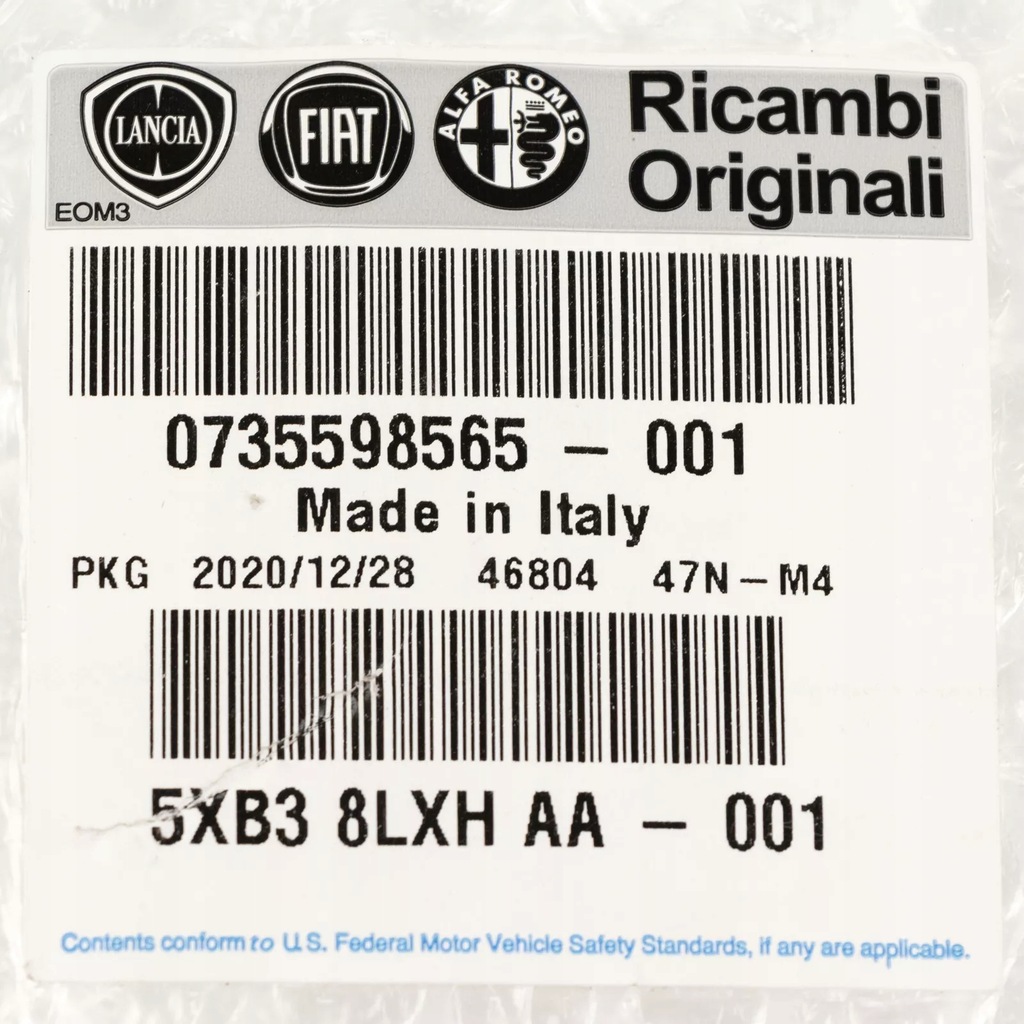 LANCIA FIAT ALFA ROMEO Ricambi
Originali
EOM3
0735598565 – 001
Made in Italy
PKG 2020/12/28 46804 47N – M4
5XB3 8LXH AA – 001
Contents conform to U.S. Federal Motor Vehicle Safety Standards, if any are applicable.